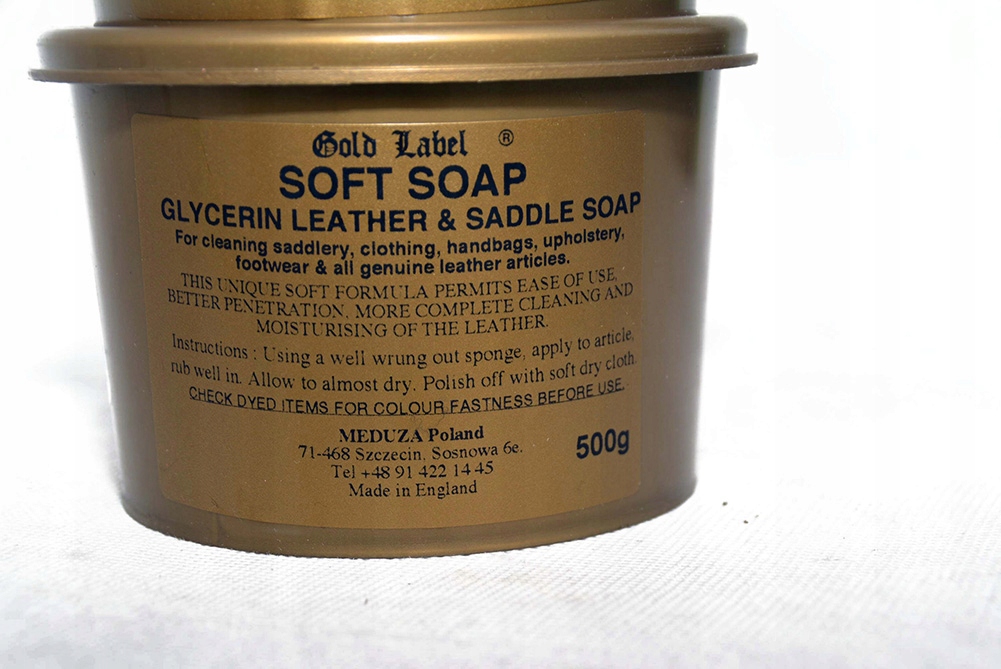 Gold Label ®
SOFT SOAP
GLYCERIN LEATHER & SADDLE SOAP
For cleaning saddlery, clothing, handbags, upholstery,
footwear & all genuine leather articles.
THIS UNIQUE SOFT FORMULA PERMITS EASE OF USE,
BETTER PENETRATION, MORE COMPLETE CLEANING AND
MOISTURISING OF THE LEATHER.
Instructions : Using a well wrung out sponge, apply to article,
rub well in. Allow to almost dry. Polish off with soft dry cloth.
CHECK DYED ITEMS FOR COLOUR FASTNESS BEFORE USE.
MEDUZA Poland
71-468 Szczecin, Sosnowa 6e.
Tel +48 91 422 14 45
Made in England
500g